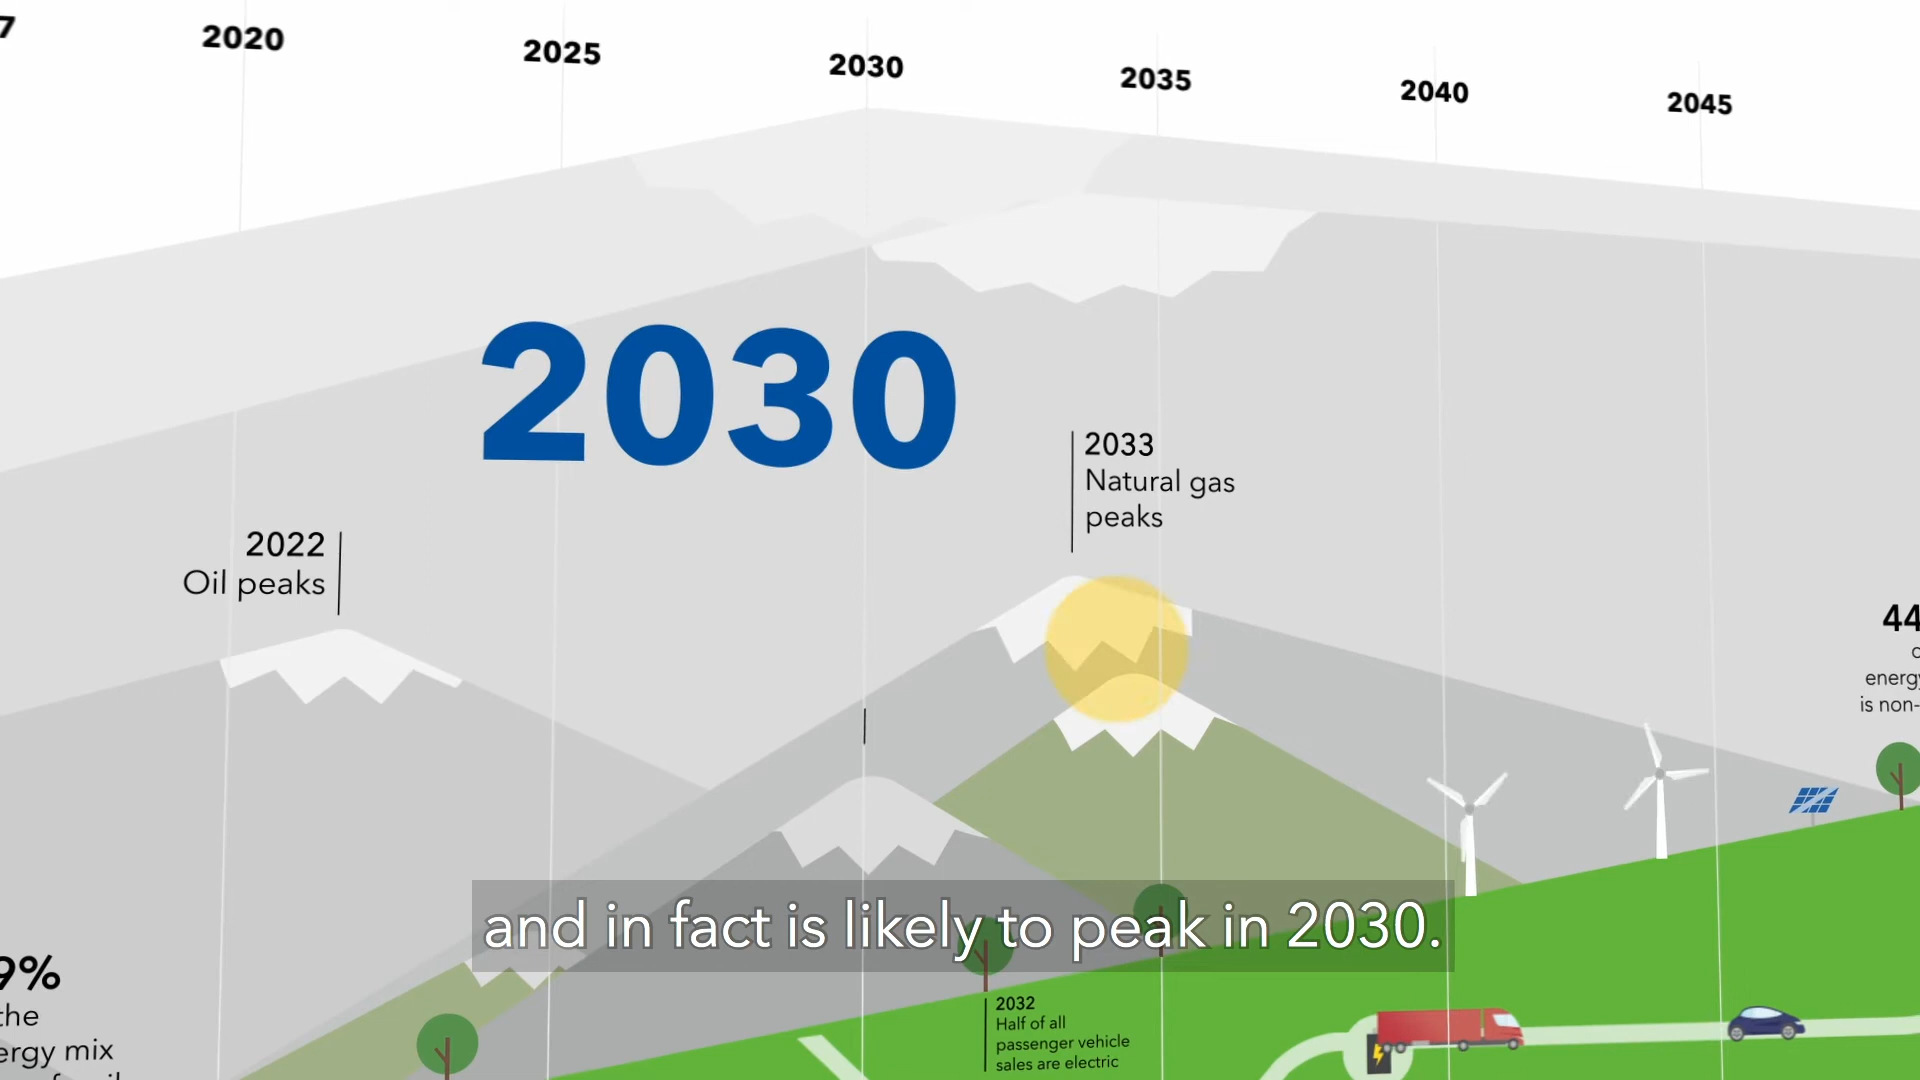 7
2020
2025
2030
2035
2040
2045
2030
2033
Natural gas
peaks
2022
Oil peaks
44
energy
is non-
and in fact is likely to peak in 2030.
9%
the
ergy mix
2032
Half of all
passenger vehicle
sales are electric